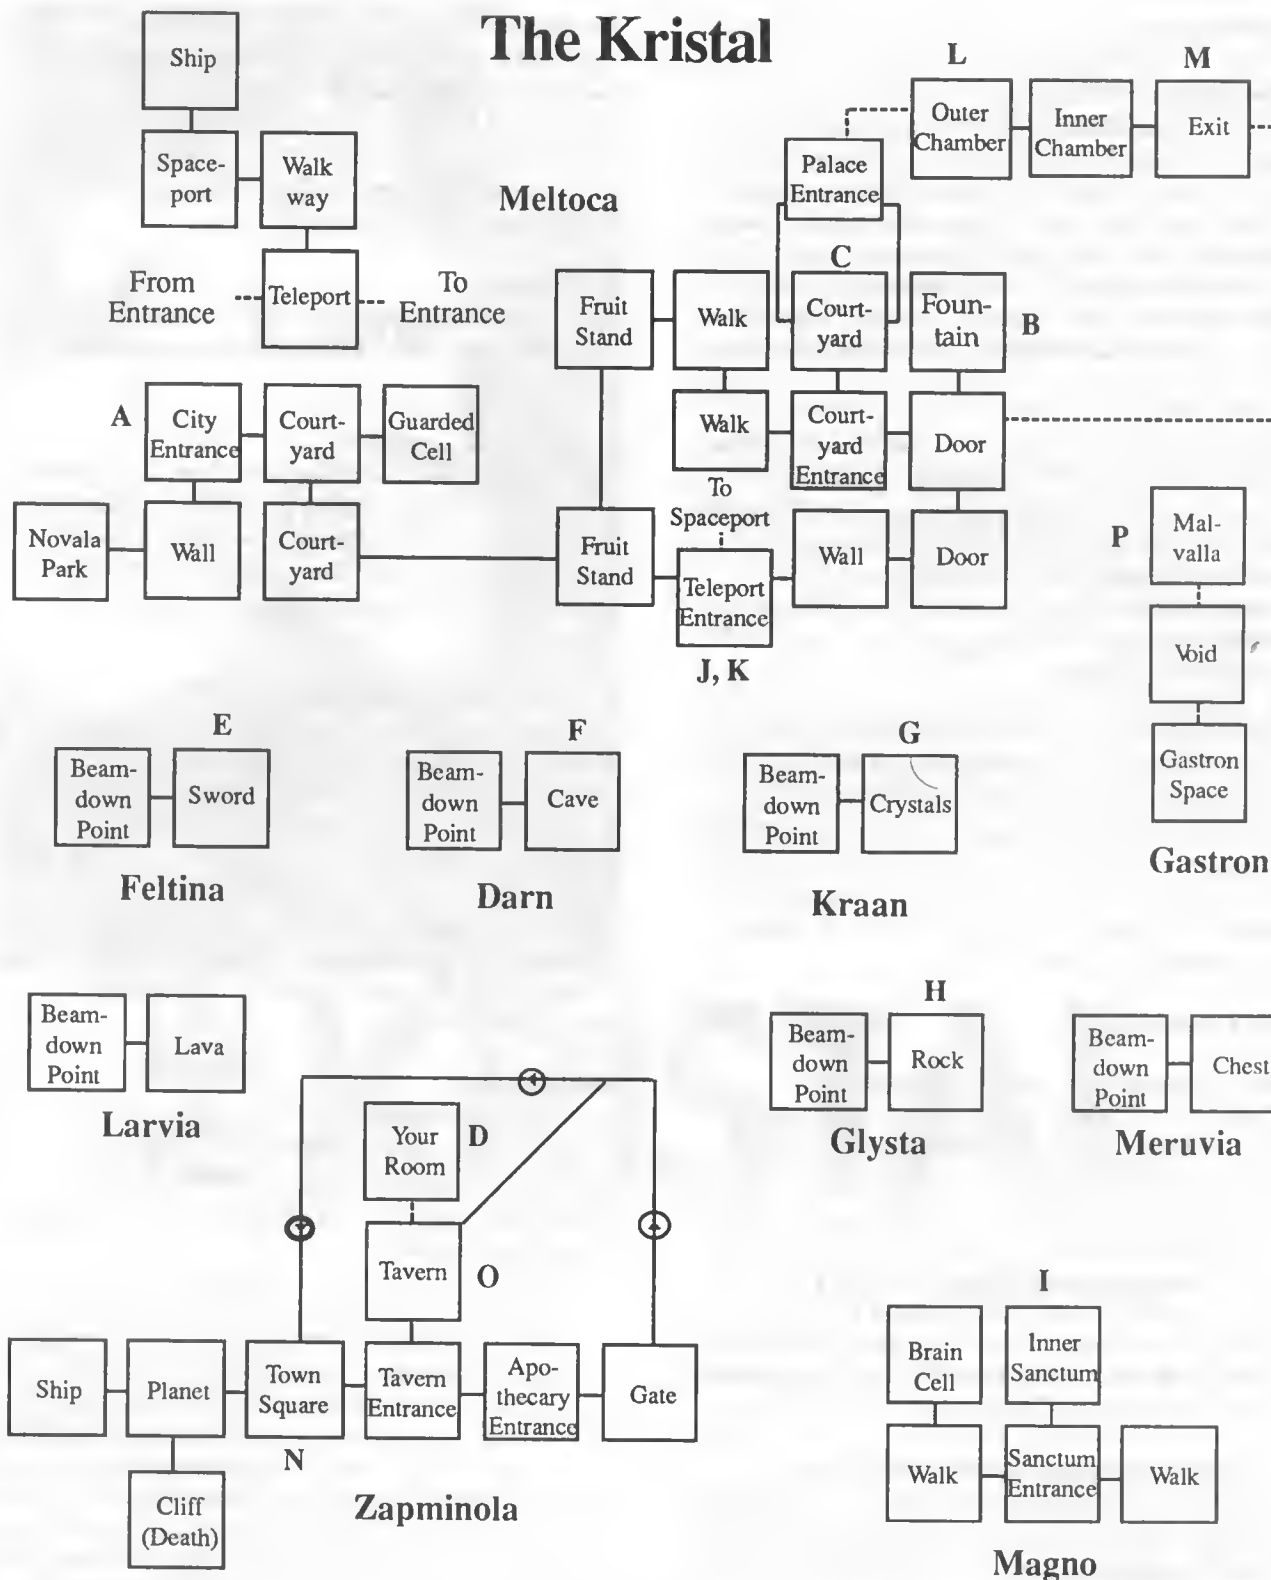 The Kristal
Ship
Space-
port
Walk
way
From
Entrance
Teleport
To
Entrance
Meltoca
L
M
Outer
Chamber
Inner
Chamber
Exit
Palace
Entrance
C
Fruit
Stand
Walk
Court-
yard
Foun-
tain
B
A
City
Entrance
Court-
yard
Guarded
Cell
Walk
Court-
yard
Entrance
Door
Novala
Park
Wall
Court-
yard
Fruit
Stand
To
Spaceport
Teleport
Entrance
Wall
Door
J, K
P
Mal-
valla
Void
Gastron
Space
Gastron
E
Beam-
down
Point
Sword
Feltina
F
Beam-
down
Point
Cave
Darn
G
Beam-
down
Point
Crystals
Kraan
Beam-
down
Point
Lava
Larvia
H
Beam-
down
Point
Rock
Glysta
Beam-
down
Point
Chest
Meruvia
Your
Room
D
Tavern
O
Ship
Planet
Town
Square
Tavern
Entrance
Apo-
thecary
Entrance
Gate
N
Cliff
(Death)
Zapminola
I
Brain
Cell
Inner
Sanctum
Walk
Sanctum
Entrance
Walk
Magno